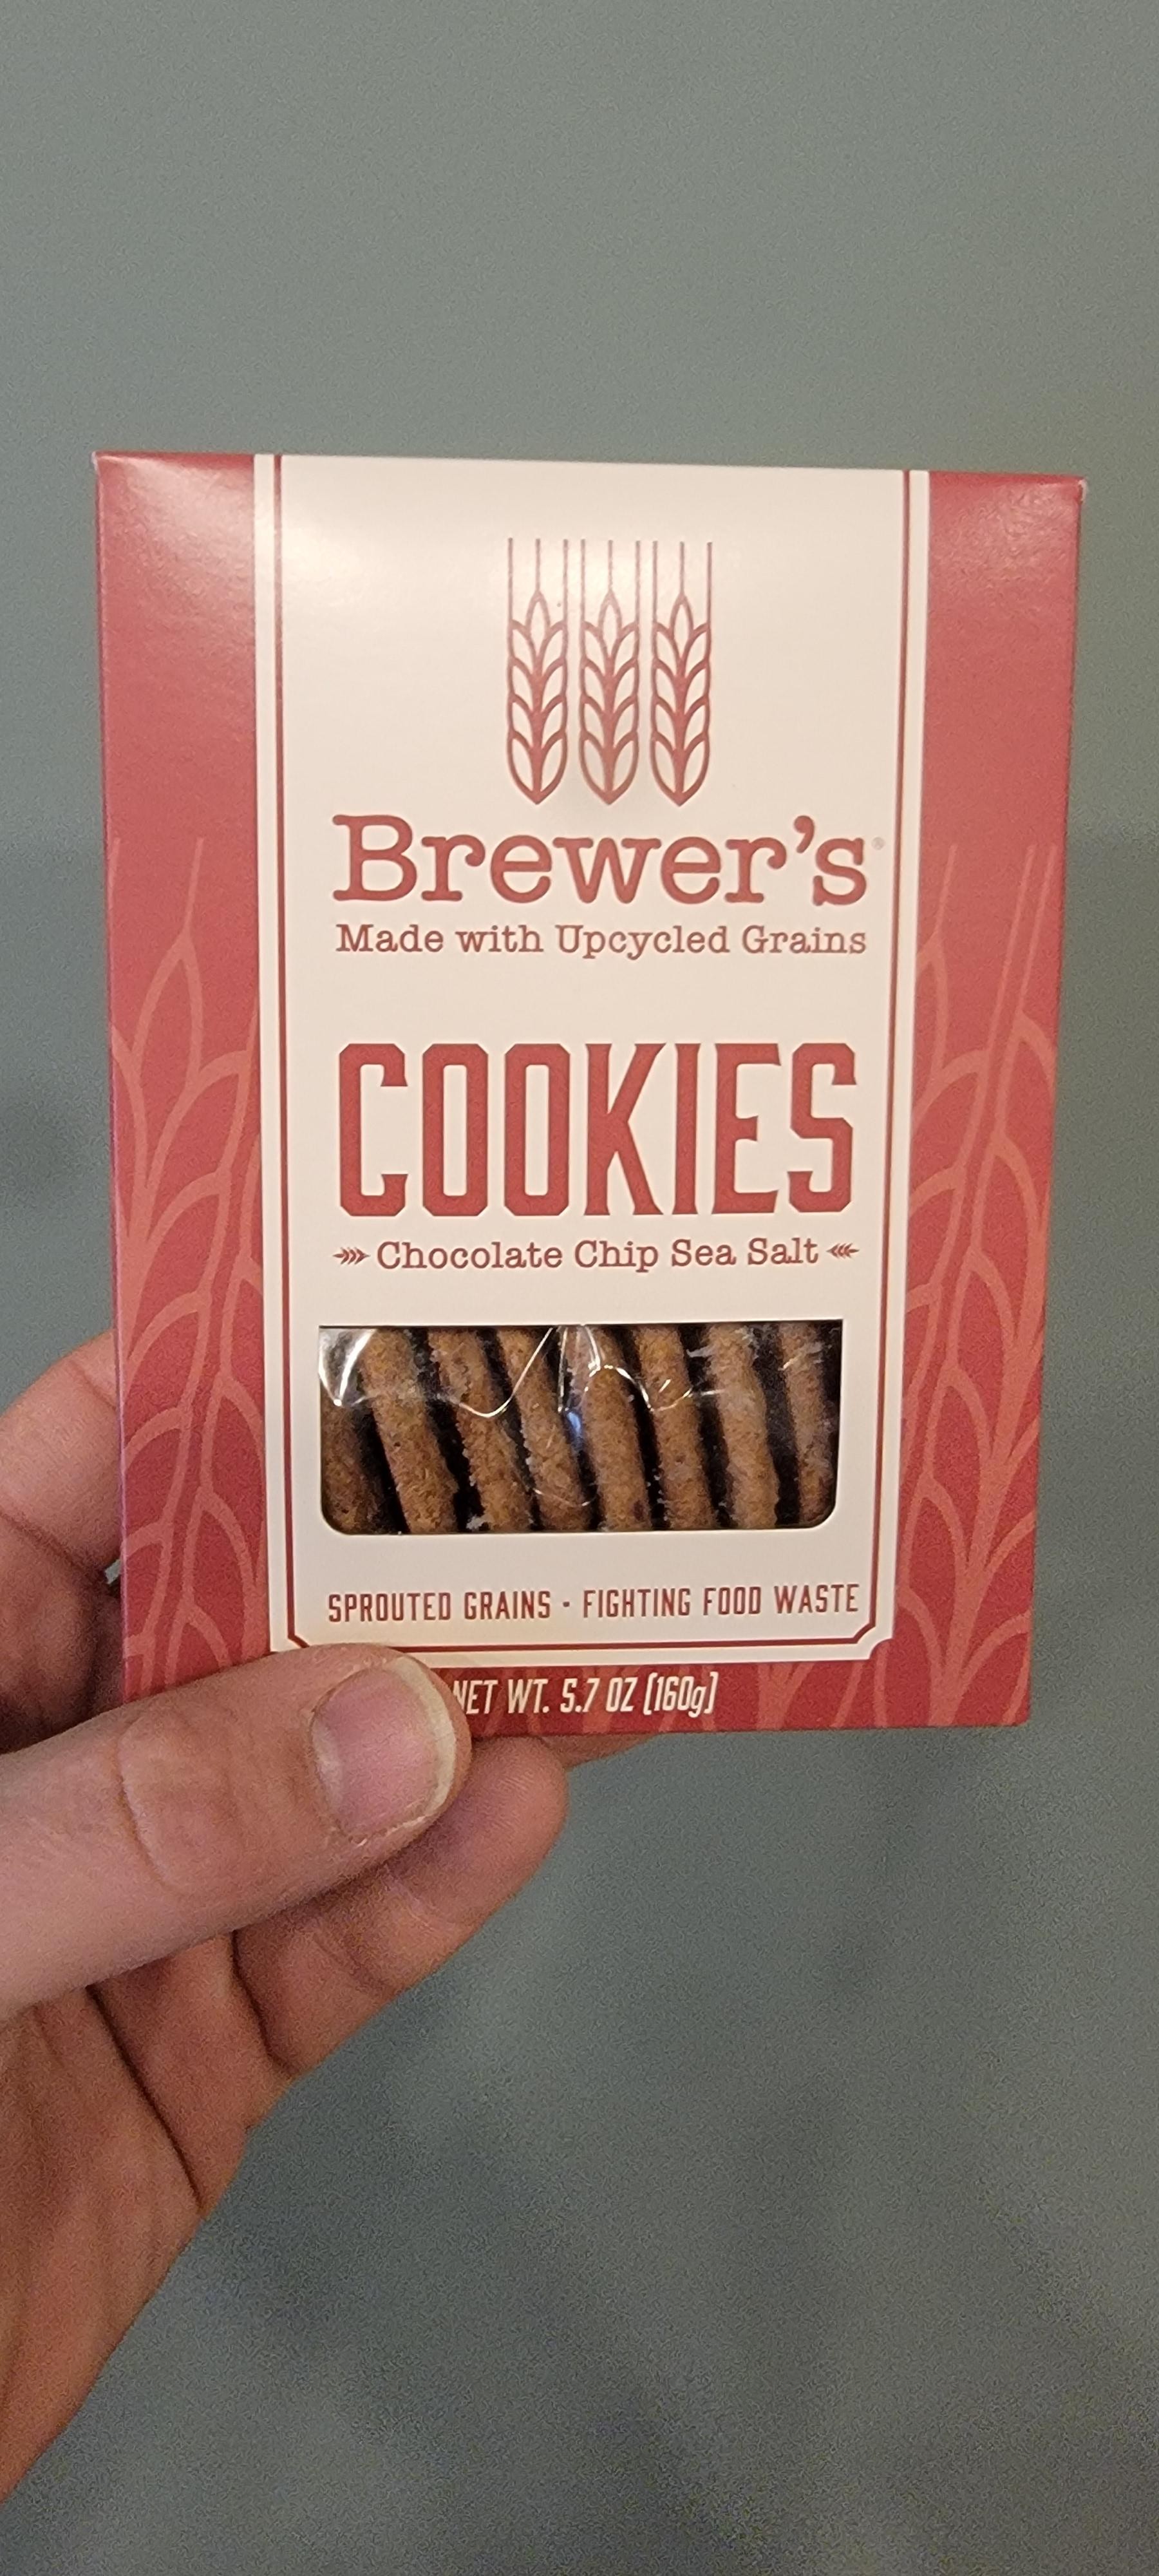 Brewer's®
Made with Upcycled Grains
COOKIES
Chocolate Chip Sea Salt
SPROUTED GRAINS · FIGHTING FOOD WASTE
NET WT. 5.7 OZ (160g)